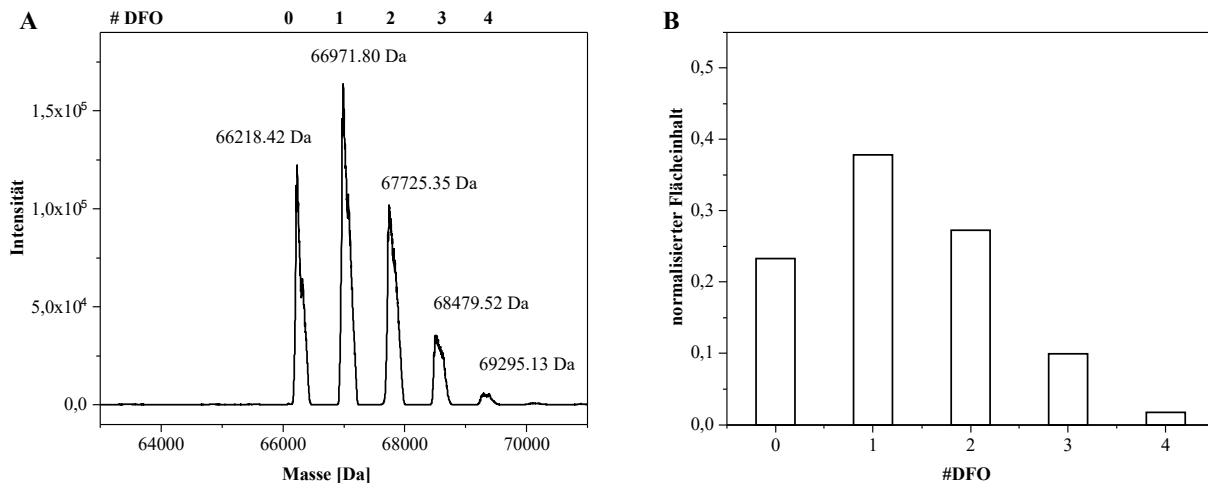 A
# DFO 0 1 2 3 4
66971.80 Da
66218.42 Da
67725.35 Da
68479.52 Da
69295.13 Da
1,5x10⁵
1,0x10⁵
5,0x10⁴
0,0
Intensität
64000 66000 68000 70000
Masse [Da]
B
0,5
0,4
0,3
0,2
0,1
0,0
normalisierter Flächeinhalt
0 1 2 3 4
#DFO